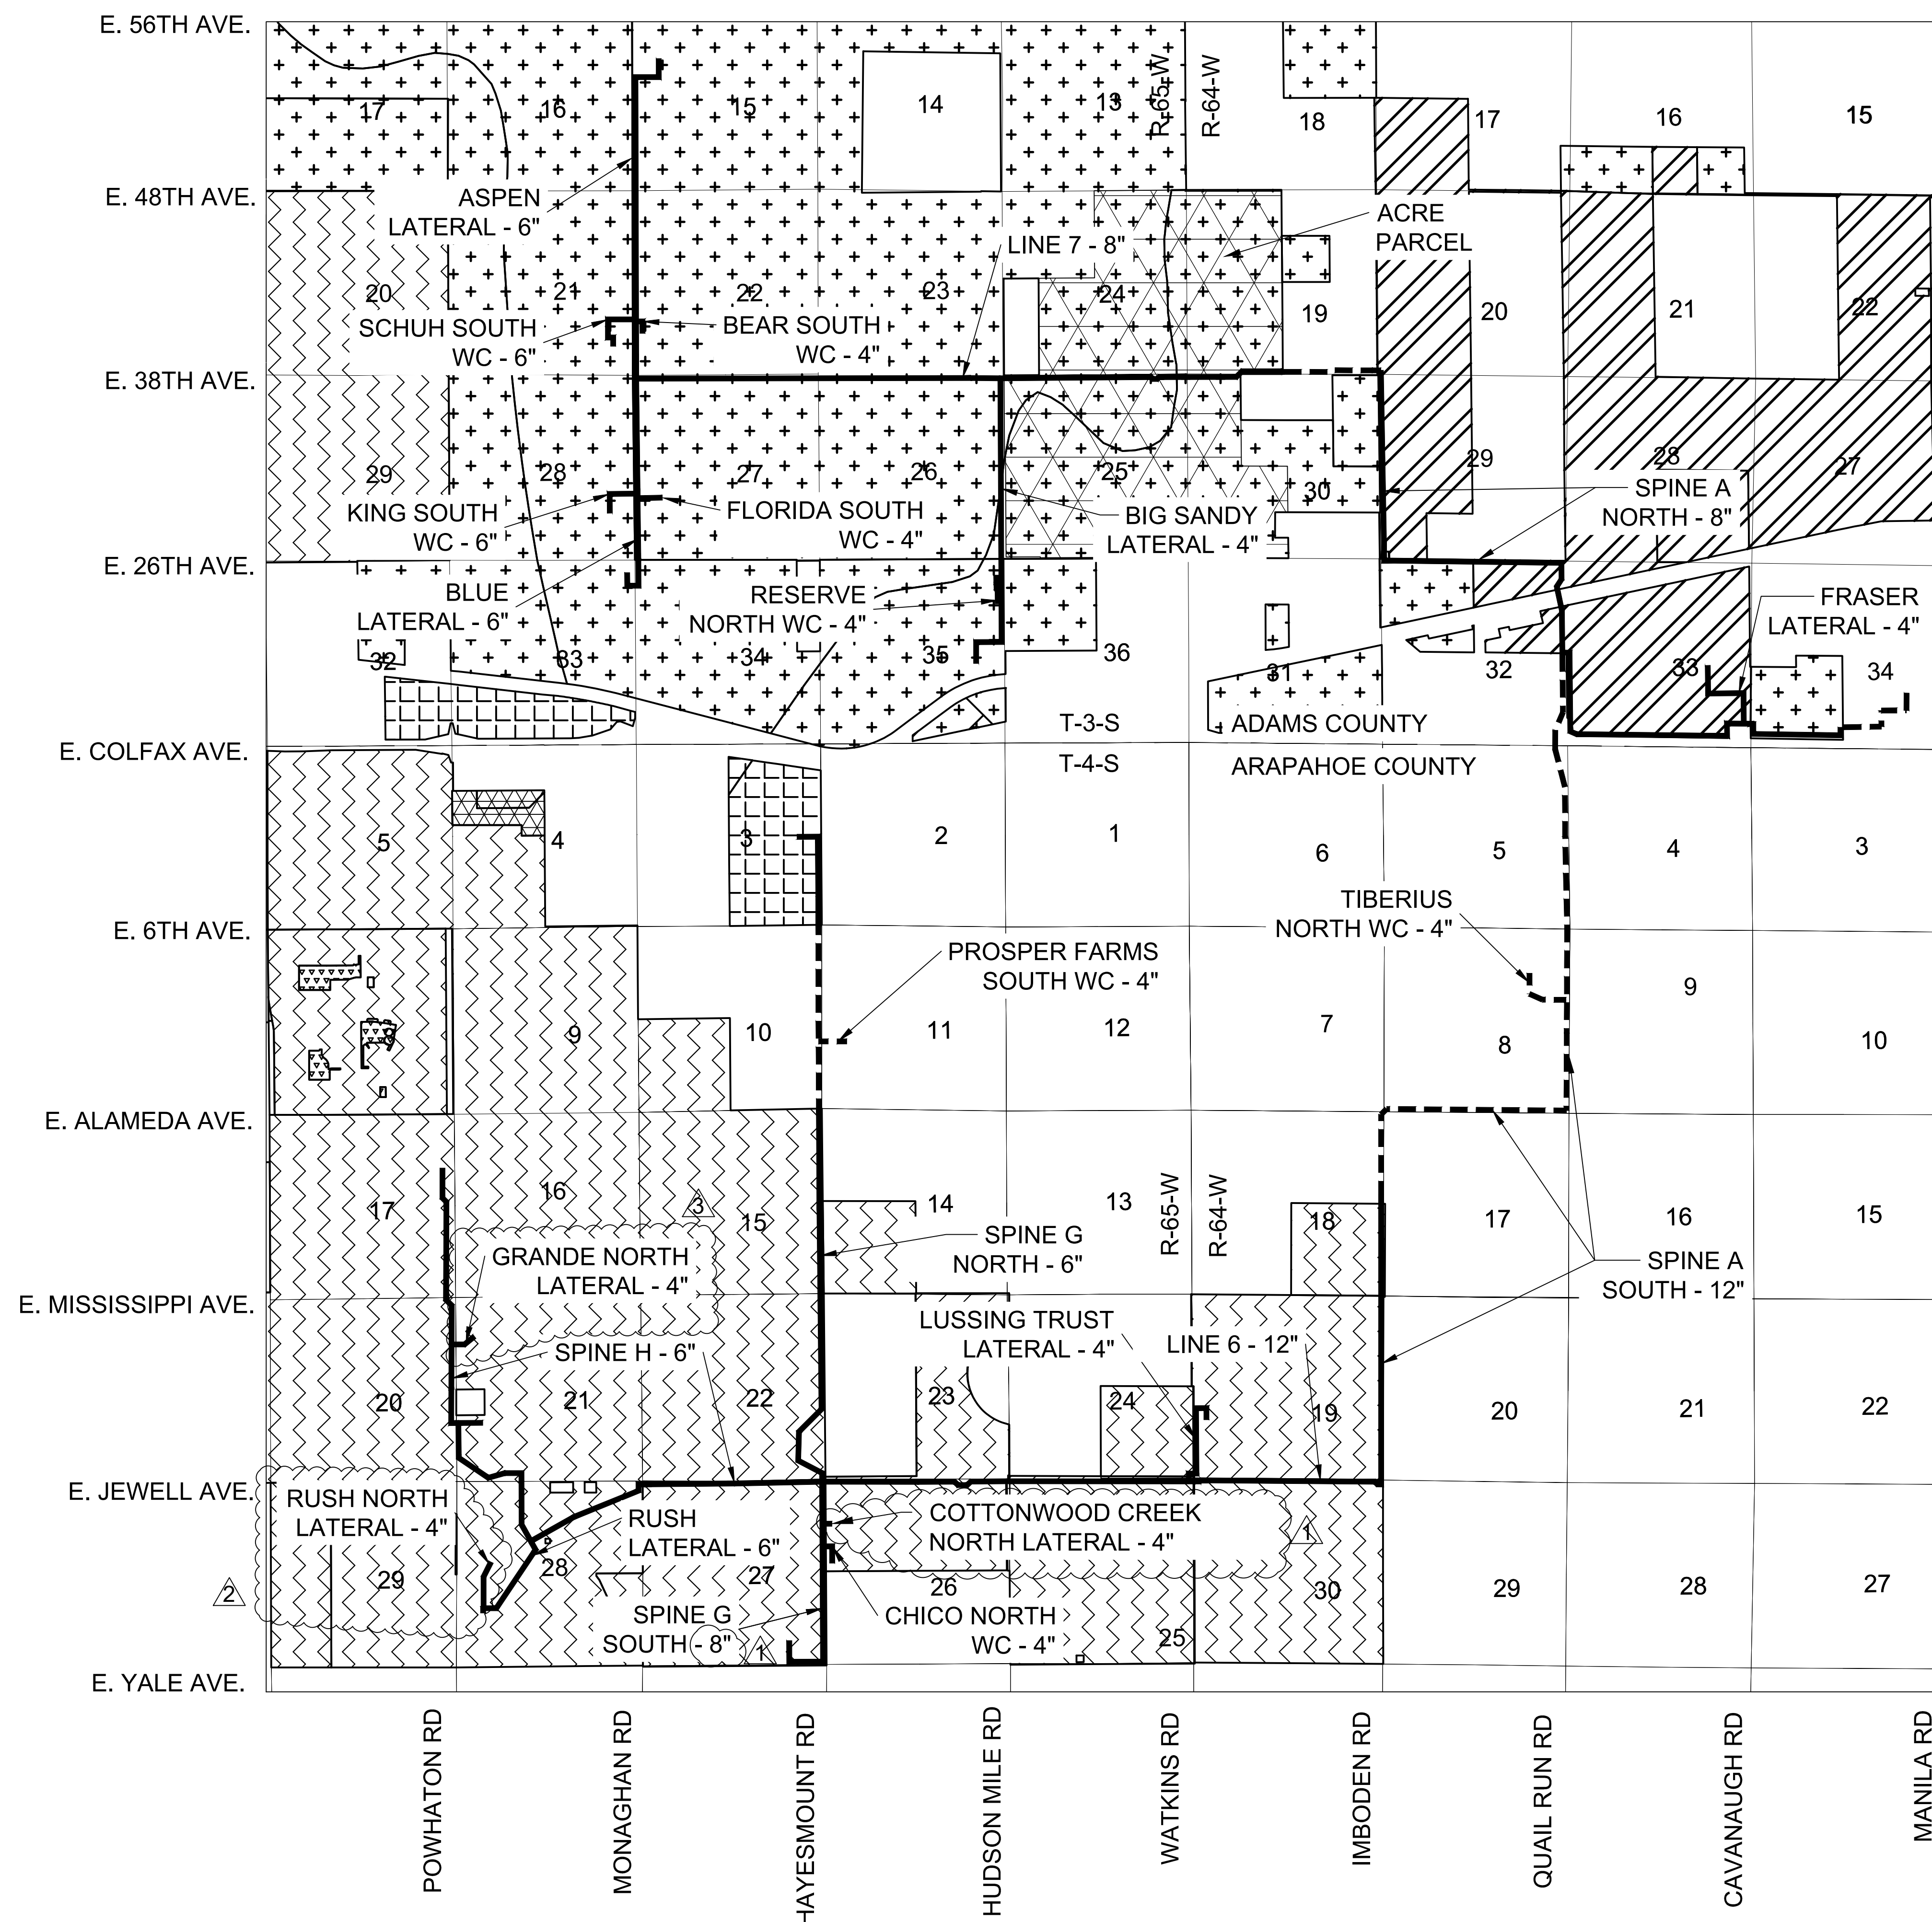 E. 56TH AVE.
17
16
15
14
13
R-65-W
R-64-W
18
17
16
15
E. 48TH AVE.
ASPEN
LATERAL - 6"
LINE 7 - 8"
ACRE
PARCEL
20
21
22
23
24
19
20
21
22
SCHUH SOUTH
WC - 6"
BEAR SOUTH
WC - 4"
E. 38TH AVE.
29
28
27
26
25
30
29
28
27
KING SOUTH
WC - 6"
FLORIDA SOUTH
WC - 4"
BIG SANDY
LATERAL - 4"
SPINE A
NORTH - 8"
E. 26TH AVE.
BLUE
LATERAL - 6"
RESERVE
NORTH WC - 4"
FRASER
LATERAL - 4"
32
33
34
35
36
31
32
33
34
T-3-S
ADAMS COUNTY
E. COLFAX AVE.
T-4-S
ARAPAHOE COUNTY
5
4
3
2
1
6
5
4
3
TIBERIUS
NORTH WC - 4"
E. 6TH AVE.
PROSPER FARMS
SOUTH WC - 4"
8
9
10
11
12
7
8
9
10
E. ALAMEDA AVE.
17
16
3
15
14
13
R-65-W
R-64-W
18
17
16
15
GRANDE NORTH
LATERAL - 4"
SPINE G
NORTH - 6"
SPINE A
SOUTH - 12"
E. MISSISSIPPI AVE.
SPINE H - 6"
LUSSING TRUST
LATERAL - 4"
LINE 6 - 12"
20
21
22
23
24
19
20
21
22
E. JEWELL AVE.
RUSH NORTH
LATERAL - 4"
RUSH
LATERAL - 6"
COTTONWOOD CREEK
NORTH LATERAL - 4"
1
2
29
28
27
26
25
30
29
28
27
SPINE G
SOUTH - 8"
1
CHICO NORTH
WC - 4"
E. YALE AVE.
POWHATON RD
MONAGHAN RD
HAYESMOUNT RD
HUDSON MILE RD
WATKINS RD
IMBODEN RD
QUAIL RUN RD
CAVANAUGH RD
MANILA RD